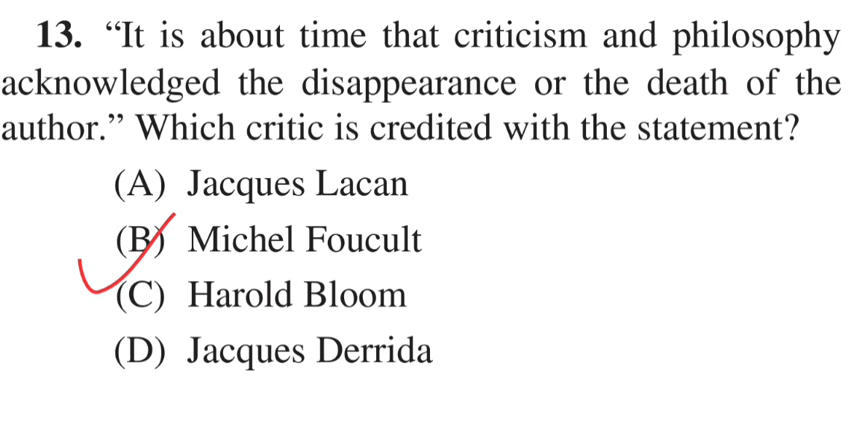 13. “It is about time that criticism and philosophy
acknowledged the disappearance or the death of the
author.” Which critic is credited with the statement?
(A) Jacques Lacan
(B) Michel Foucult
(C) Harold Bloom
(D) Jacques Derrida